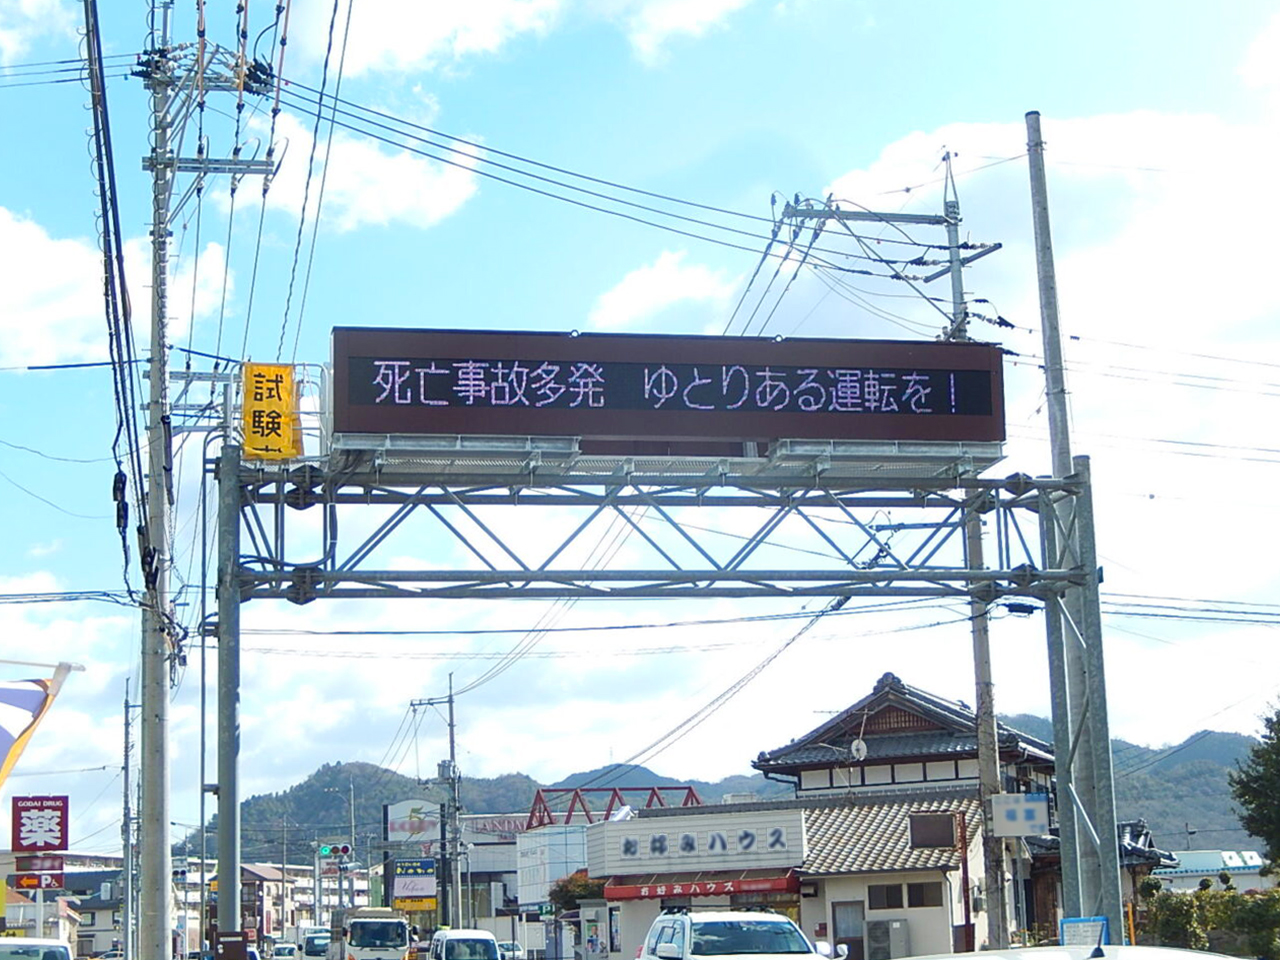 死亡事故多発　ゆとりある運転を！
試
験
GODAI DRUG
薬
P
お好みハウス
お好みハウス